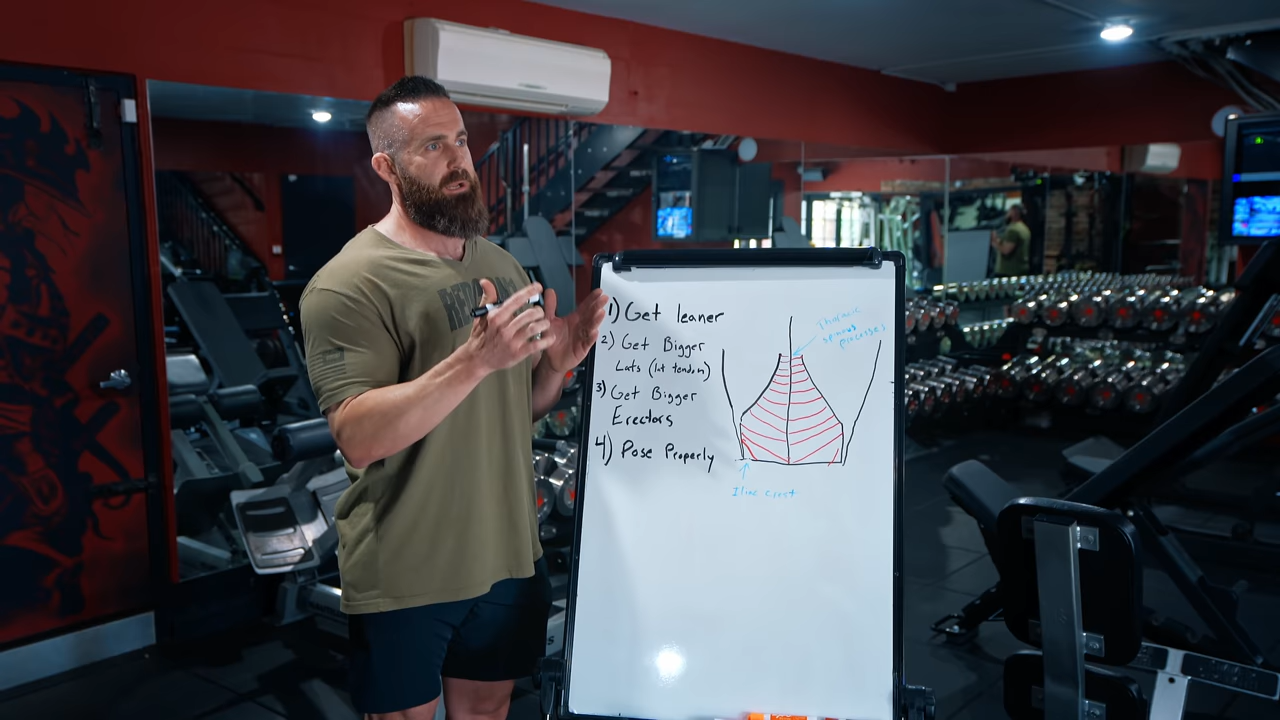 1) Get leaner
2) Get Bigger
Lats (lat tendon)
3) Get Bigger
Erectors
4) Pose Properly
Thoracic
spinous
processes
Iliac crest